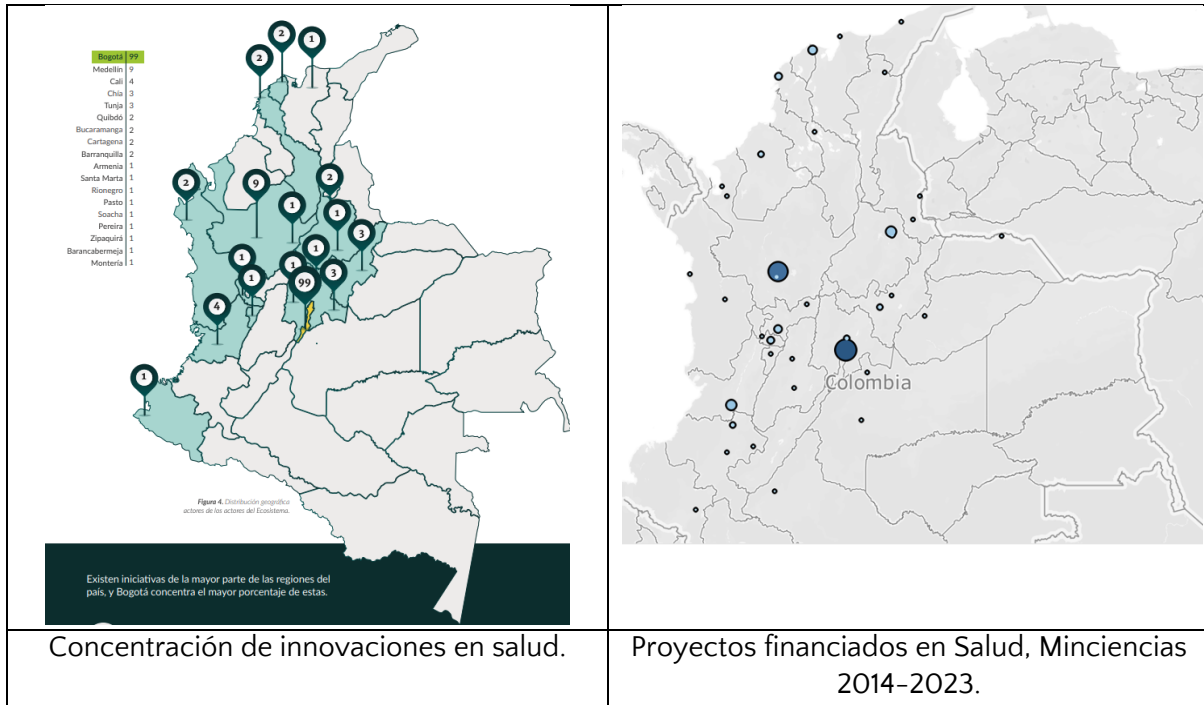 Bogotá 99
Medellín 9
Cali 4
Chía 3
Tunja 3
Quibdó 2
Bucaramanga 2
Cartagena 2
Barranquilla 2
Armenia 1
Santa Marta 1
Rionegro 1
Pasto 1
Soacha 1
Pereira 1
Zipaquirá 1
Barancabermeja 1
Montería 1
2
1
2
2
9
2
1
1
3
1
1
1
3
1
99
4
1
Figura 4. Distribución geográfica
actores de los actores del Ecosistema.
Existen iniciativas de la mayor parte de las regiones del
país, y Bogotá concentra el mayor porcentaje de estas.
Colombia
Concentración de innovaciones en salud.
Proyectos financiados en Salud, Minciencias
2014-2023.